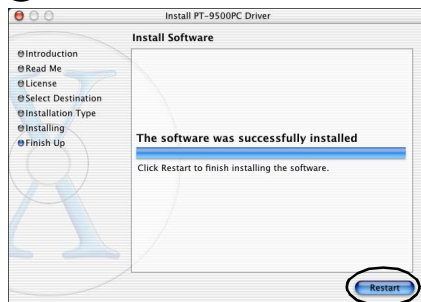 Install PT-9500PC Driver
Install Software
Introduction
Read Me
License
Select Destination
Installation Type
Installing
Finish Up
The software was successfully installed
Click Restart to finish installing the software.
Restart